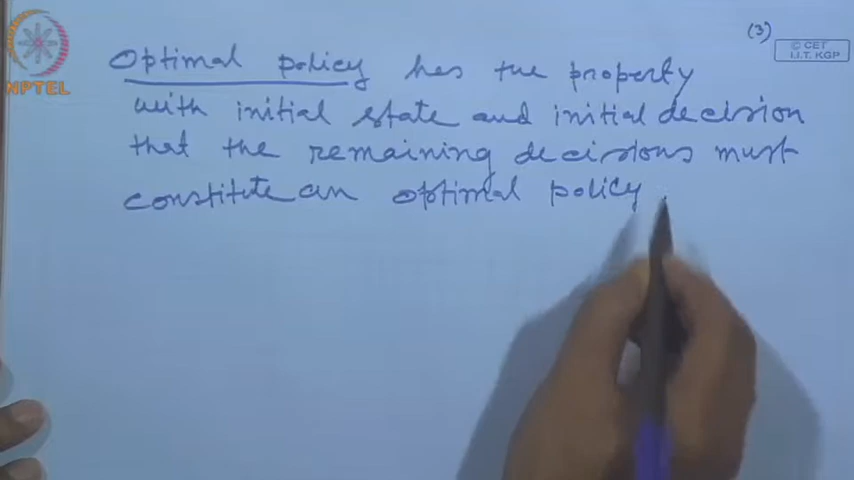 (3)
© CET
I.I.T. KGP
NPTEL
Optimal policy has the property
with initial state and initial decision
that the remaining decisions must
constitute an optimal policy